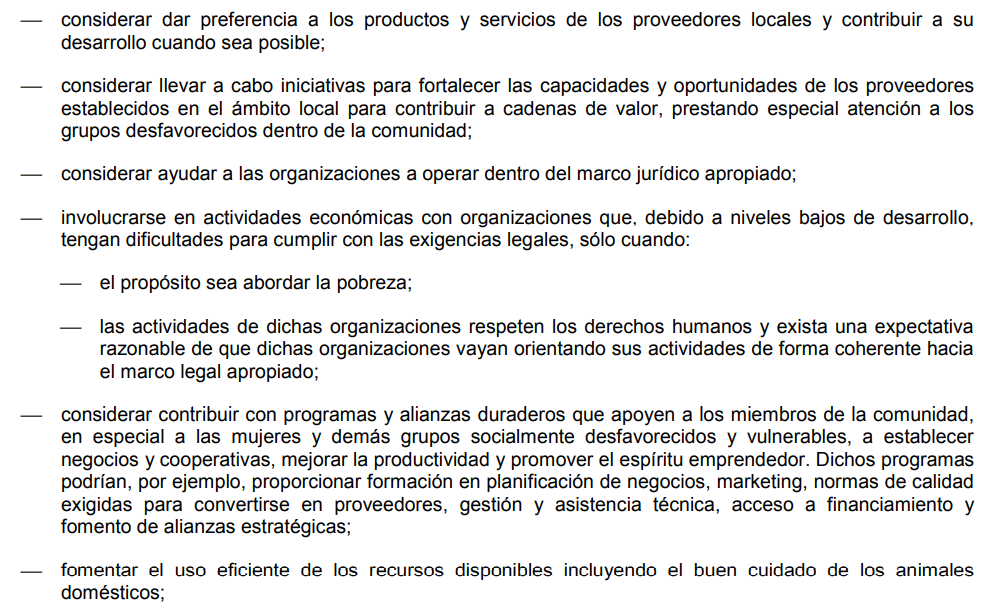 — considerar dar preferencia a los productos y servicios de los proveedores locales y contribuir a su
desarrollo cuando sea posible;
— considerar llevar a cabo iniciativas para fortalecer las capacidades y oportunidades de los proveedores
establecidos en el ámbito local para contribuir a cadenas de valor, prestando especial atención a los
grupos desfavorecidos dentro de la comunidad;
— considerar ayudar a las organizaciones a operar dentro del marco jurídico apropiado;
— involucrarse en actividades económicas con organizaciones que, debido a niveles bajos de desarrollo,
tengan dificultades para cumplir con las exigencias legales, sólo cuando:
— el propósito sea abordar la pobreza;
— las actividades de dichas organizaciones respeten los derechos humanos y exista una expectativa
razonable de que dichas organizaciones vayan orientando sus actividades de forma coherente hacia
el marco legal apropiado;
— considerar contribuir con programas y alianzas duraderos que apoyen a los miembros de la comunidad,
en especial a las mujeres y demás grupos socialmente desfavorecidos y vulnerables, a establecer
negocios y cooperativas, mejorar la productividad y promover el espíritu emprendedor. Dichos programas
podrían, por ejemplo, proporcionar formación en planificación de negocios, marketing, normas de calidad
exigidas para convertirse en proveedores, gestión y asistencia técnica, acceso a financiamiento y
fomento de alianzas estratégicas;
— fomentar el uso eficiente de los recursos disponibles incluyendo el buen cuidado de los animales
domésticos;